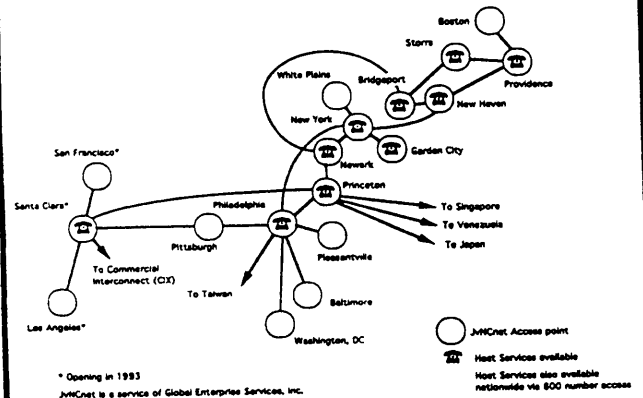 Boston
Storrs
Providence
White Plains
Bridgeport
New Haven
New York
Garden City
Newark
San Francisco*
Princeton
Santa Clara*
Philadelphia
To Singapore
To Venezuela
To Japan
Pittsburgh
Pleasantville
To Commercial
Interconnect (CIX)
To Taiwan
Baltimore
Los Angeles*
Washington, DC
JvNCnet Access point
Host Services available
Host Services also available
nationwide via 800 number access
* Opening in 1993
JvNCnet is a service of Global Enterprise Services, Inc.